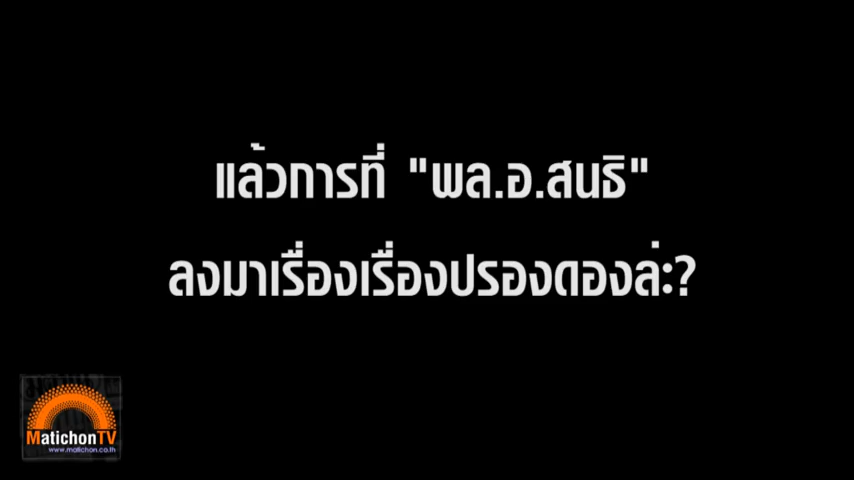 แล้วการที่ "พล.อ.สนธิ"
ลงมาเรื่องเรื่องปรองดองล่ะ?
MatichonTV
www.matichon.co.th